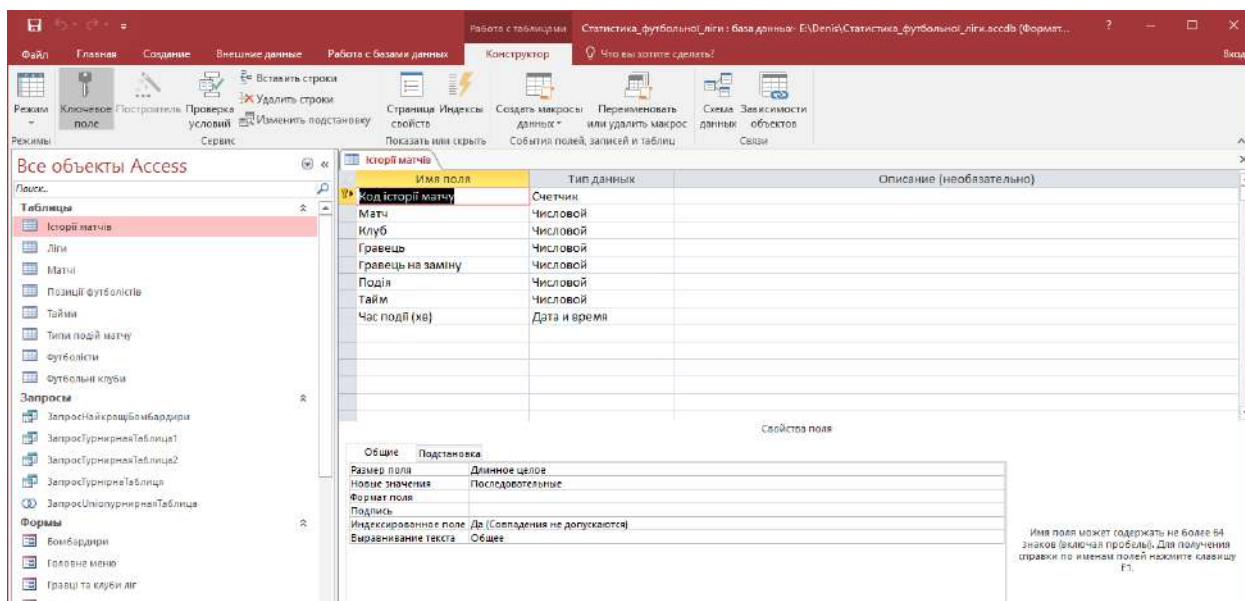 Работа с таблицами
Статистика_футбольної_ліги : база данных- E:\Denis\Статистика_футбольної_ліги.accdb (Формат...
?
Файл Главная Создание Внешние данные Работа с базами данных Конструктор Что вы хотите сделать? Вход
Режим
Ключевое поле
Построитель
Проверка условий
Вставить строки
Удалить строки
Изменить подстановку
Страница свойств
Индексы
Создать макросы данных
Переименовать или удалить макрос
Схема данных
Зависимости объектов
Режимы Сервис Показать или скрыть События полей, записей и таблиц Связи
Все объекты Access
Поиск...
Таблицы
Історії матчів
Ліги
Матчі
Позиції футболістів
Тайми
Типи подій матчу
Футболісти
Футбольні клуби
Запросы
ЗапросНайкращіБомбардири
ЗапросТурнирнаяТаблица1
ЗапросТурнирнаяТаблица2
ЗапросТурнірнаТаблиця
ЗапросUnionтурнирнаяТаблица
Формы
Бомбардири
Головне меню
Гравці та клуби ліг
Історії матчів
Имя поля Тип данных Описание (необязательно)
Код історії матчу Счетчик
Матч Числовой
Клуб Числовой
Гравець Числовой
Гравець на заміну Числовой
Подія Числовой
Тайм Числовой
Час події (хв) Дата и время
Свойства поля
Общие Подстановка
Размер поля Длинное целое
Новые значения Последовательные
Формат поля
Подпись
Индексированное поле Да (Совпадения не допускаются)
Выравнивание текста Общее
Имя поля может содержать не более 64
знаков (включая пробелы). Для получения
справки по именам полей нажмите клавишу
F1.